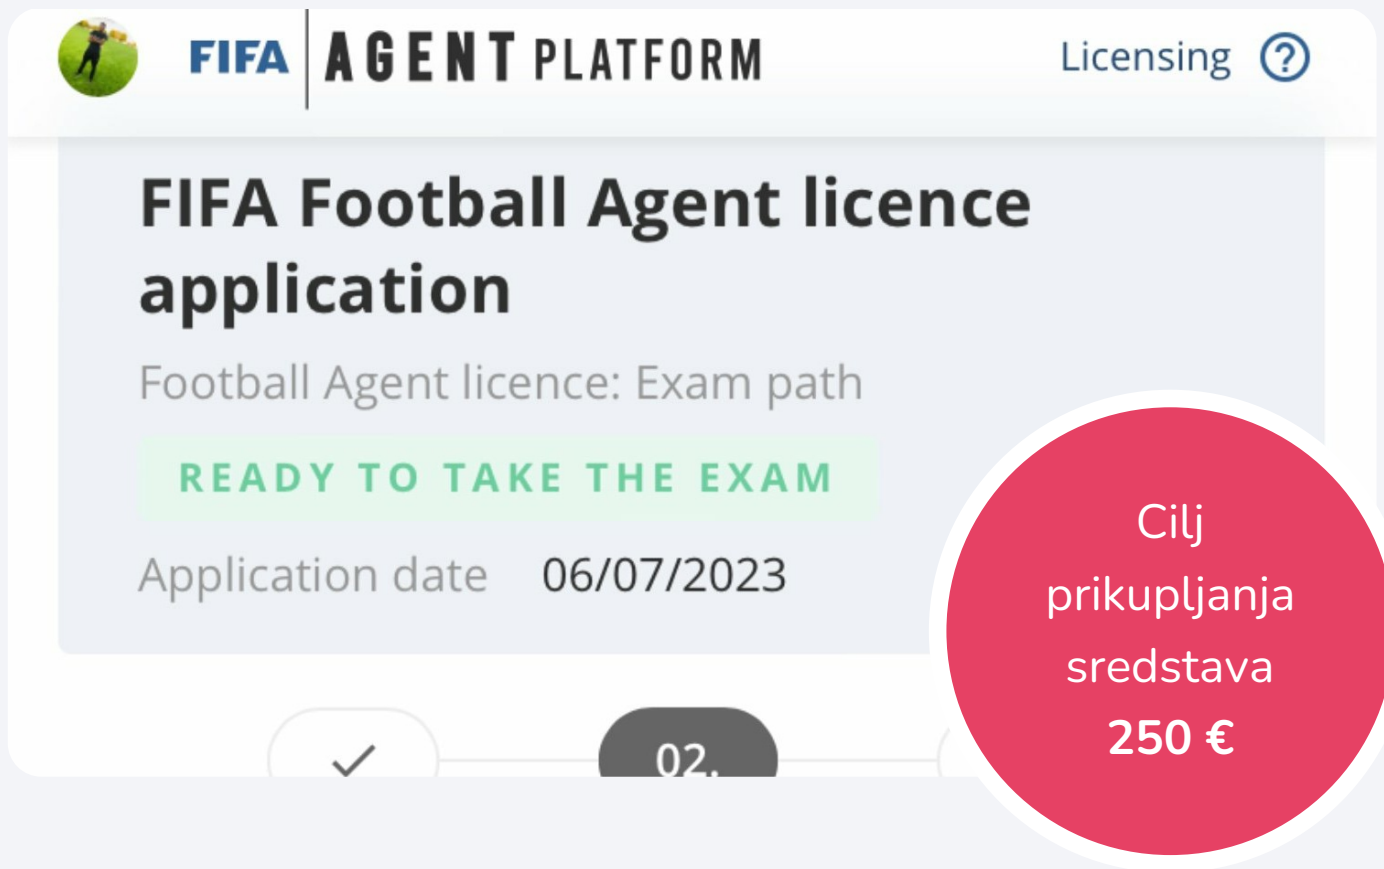 FIFA AGENT PLATFORM
Licensing ?
FIFA Football Agent licence
application
Football Agent licence: Exam path
READY TO TAKE THE EXAM
Application date 06/07/2023
02.
Cilj
prikupljanja
sredstava
250 €